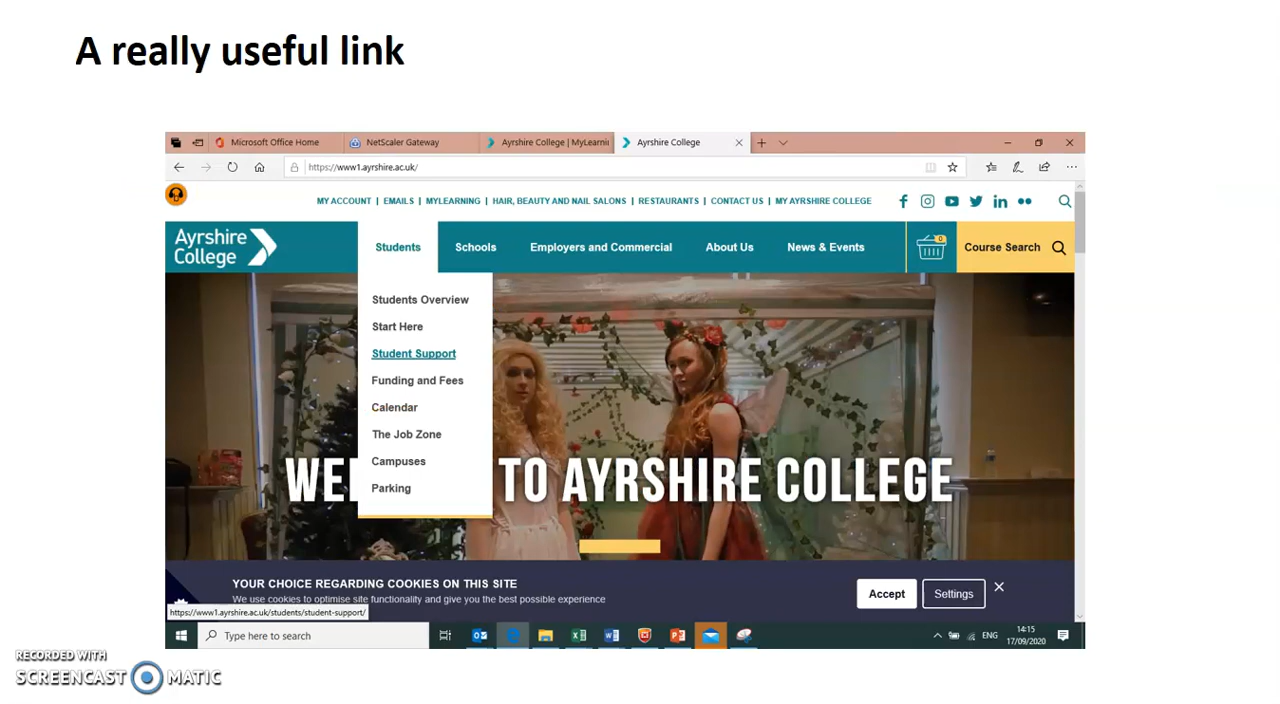 A really useful link
Microsoft Office Home
NetScaler Gateway
Ayrshire College | MyLearnin
Ayrshire College
https://www1.ayrshire.ac.uk/
MY ACCOUNT | EMAILS | MYLEARNING | HAIR, BEAUTY AND NAIL SALONS | RESTAURANTS | CONTACT US | MY AYRSHIRE COLLEGE
Ayrshire
College
Students
Schools
Employers and Commercial
About Us
News & Events
0
Course Search
Students Overview
Start Here
Student Support
Funding and Fees
Calendar
The Job Zone
Campuses
Parking
WE TO AYRSHIRE COLLEGE
YOUR CHOICE REGARDING COOKIES ON THIS SITE
We use cookies to optimise site functionality and give you the best possible experience
Accept
Settings
https://www1.ayrshire.ac.uk/students/student-support/
Type here to search
ENG
14:15
17/09/2020
RECORDED WITH
SCREENCAST MATIC